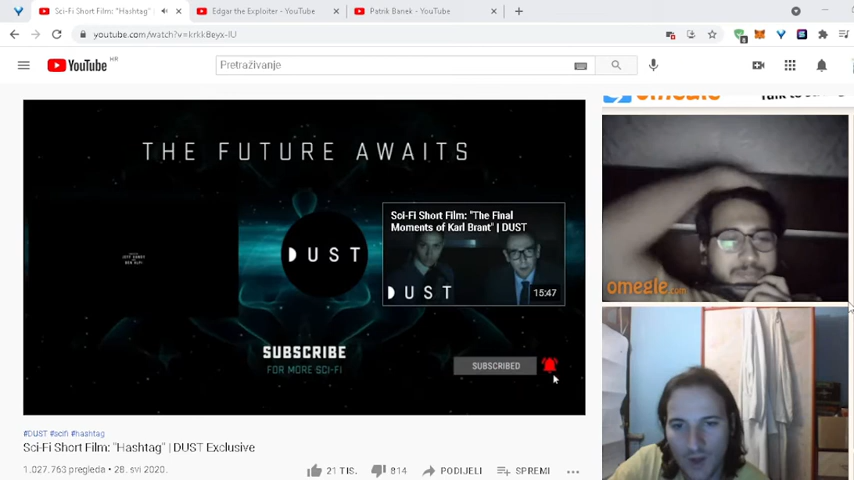 Sci-Fi Short Film: "Hashtag"
Edgar the Exploiter - YouTube
Patrik Banek - YouTube
youtube.com/watch?v=krkk8eyx-IU
YouTube HR
Pretraživanje
THE FUTURE AWAITS
DUST
Sci-Fi Short Film: "The Final
Moments of Karl Brant" | DUST
DUST
15:47
SUBSCRIBE
FOR MORE SCI-FI
SUBSCRIBED
#DUST #scifi #hashtag
Sci-Fi Short Film: "Hashtag" | DUST Exclusive
1.027.763 pregleda • 28. svi 2020.
21 TIS.
814
PODIJELI
SPREMI
omegle
omegle.com